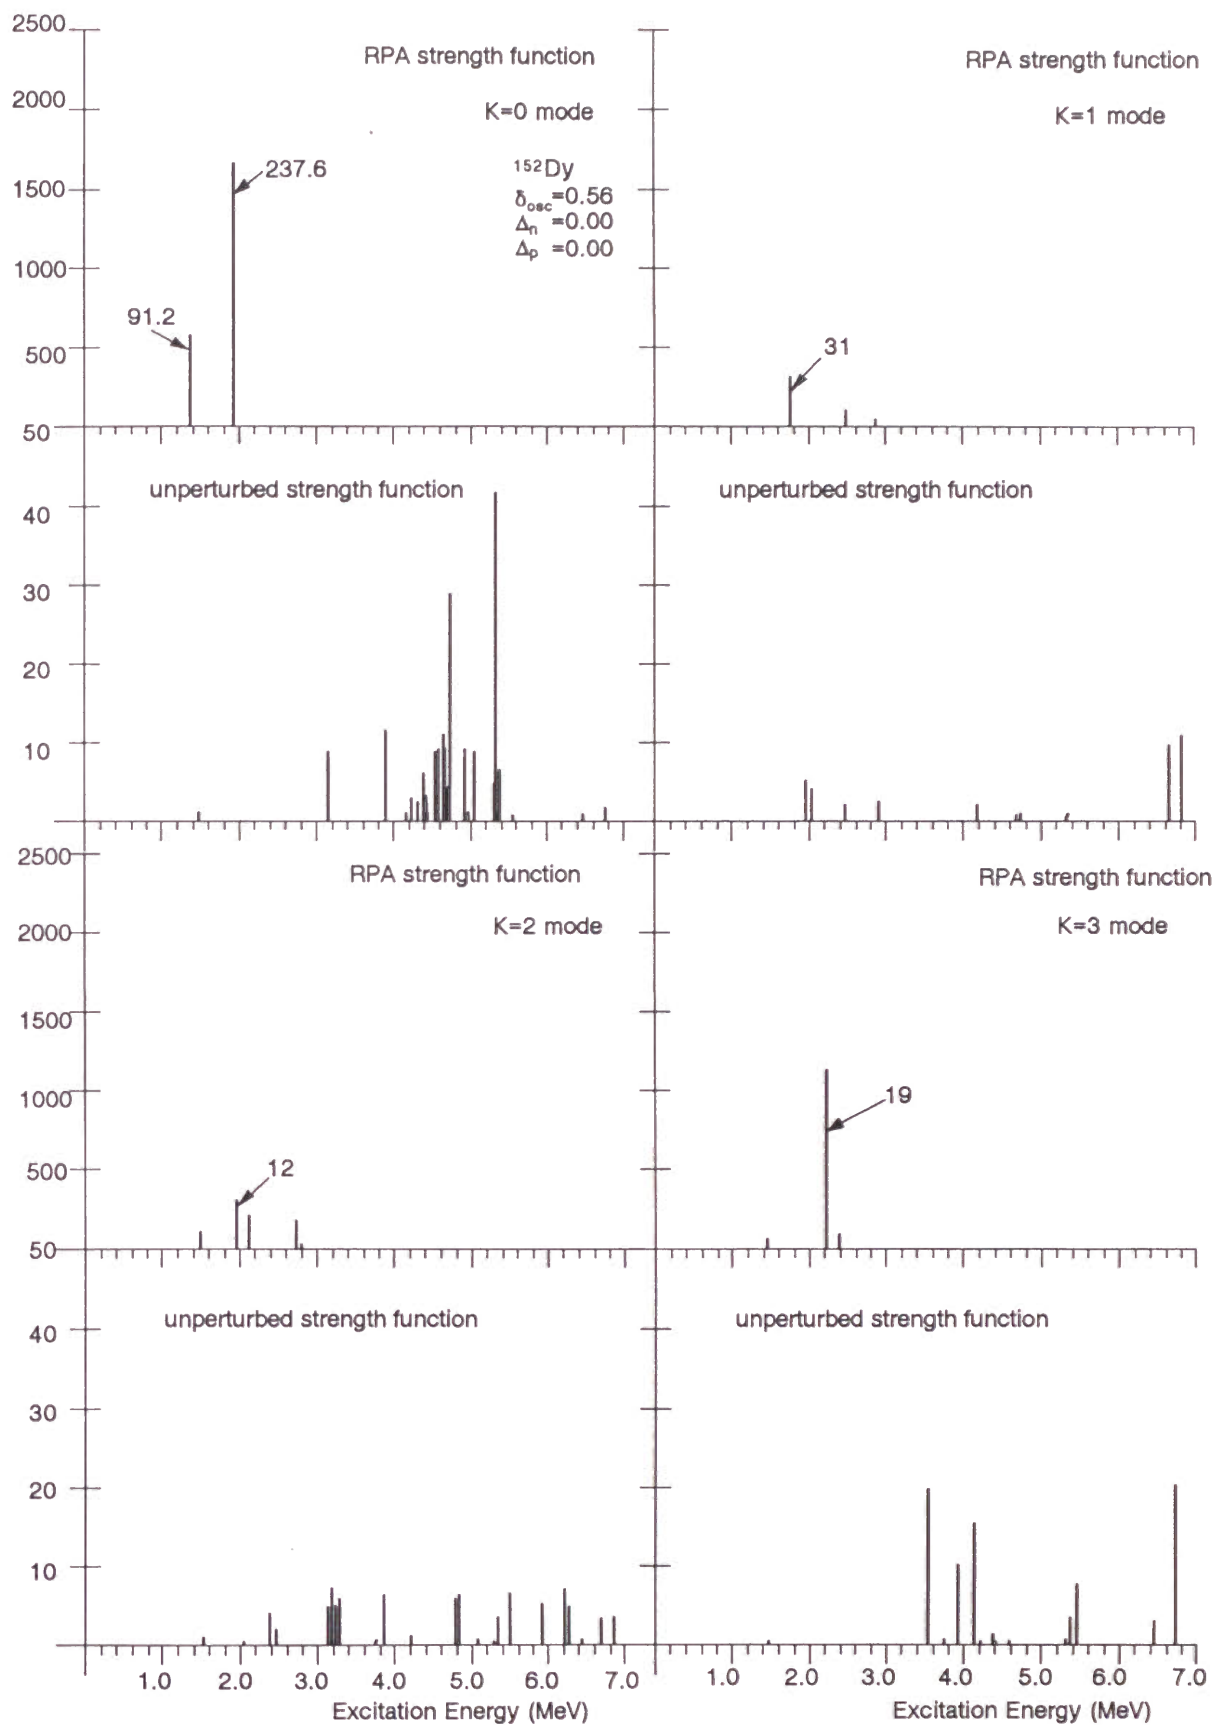 2500
RPA strength function
RPA strength function
2000
K=0 mode
K=1 mode
237.6
¹⁵²Dy
1500
δosc=0.56
Δn =0.00
Δp =0.00
1000
91.2
500
31
50
unperturbed strength function
unperturbed strength function
40
30
20
10
2500
RPA strength function
RPA strength function
2000
K=2 mode
K=3 mode
1500
1000
19
500
12
50
unperturbed strength function
unperturbed strength function
40
30
20
10
1.0 2.0 3.0 4.0 5.0 6.0
1.0 2.0 3.0 4.0 5.0 6.0 7.0
Excitation Energy (MeV)
Excitation Energy (MeV)